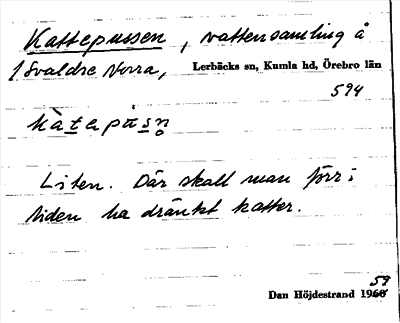 Kattepussen, vattensamling å
1 Svaldre Norra, Lerbäcks sn, Kumla hd, Örebro län
594
Liten. Där skall man förr i
tiden ha dränkt katter.
59
Dan Höjdestrand 1960